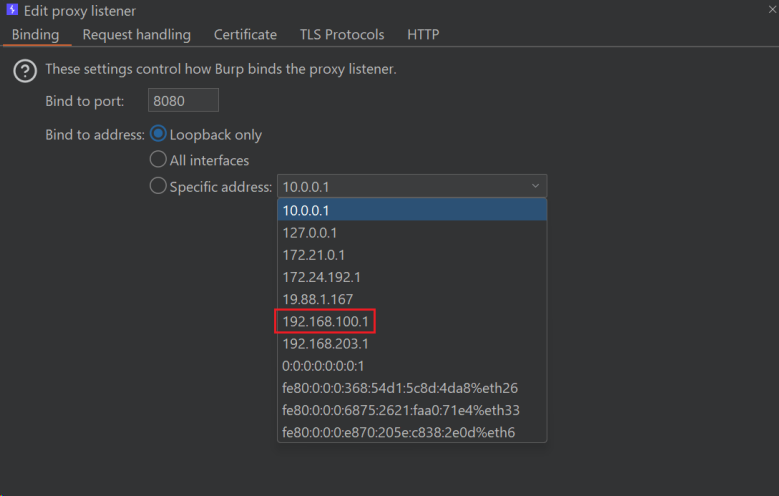 Edit proxy listener
Binding Request handling Certificate TLS Protocols HTTP
These settings control how Burp binds the proxy listener.
Bind to port: 8080
Bind to address: Loopback only
All interfaces
Specific address: 10.0.0.1
10.0.0.1
127.0.0.1
172.21.0.1
172.24.192.1
19.88.1.167
192.168.100.1
192.168.203.1
0:0:0:0:0:0:0:1
fe80:0:0:0:368:54d1:5c8d:4da8%eth26
fe80:0:0:0:6875:2621:faa0:71e4%eth33
fe80:0:0:0:e870:205e:c838:2e0d%eth6